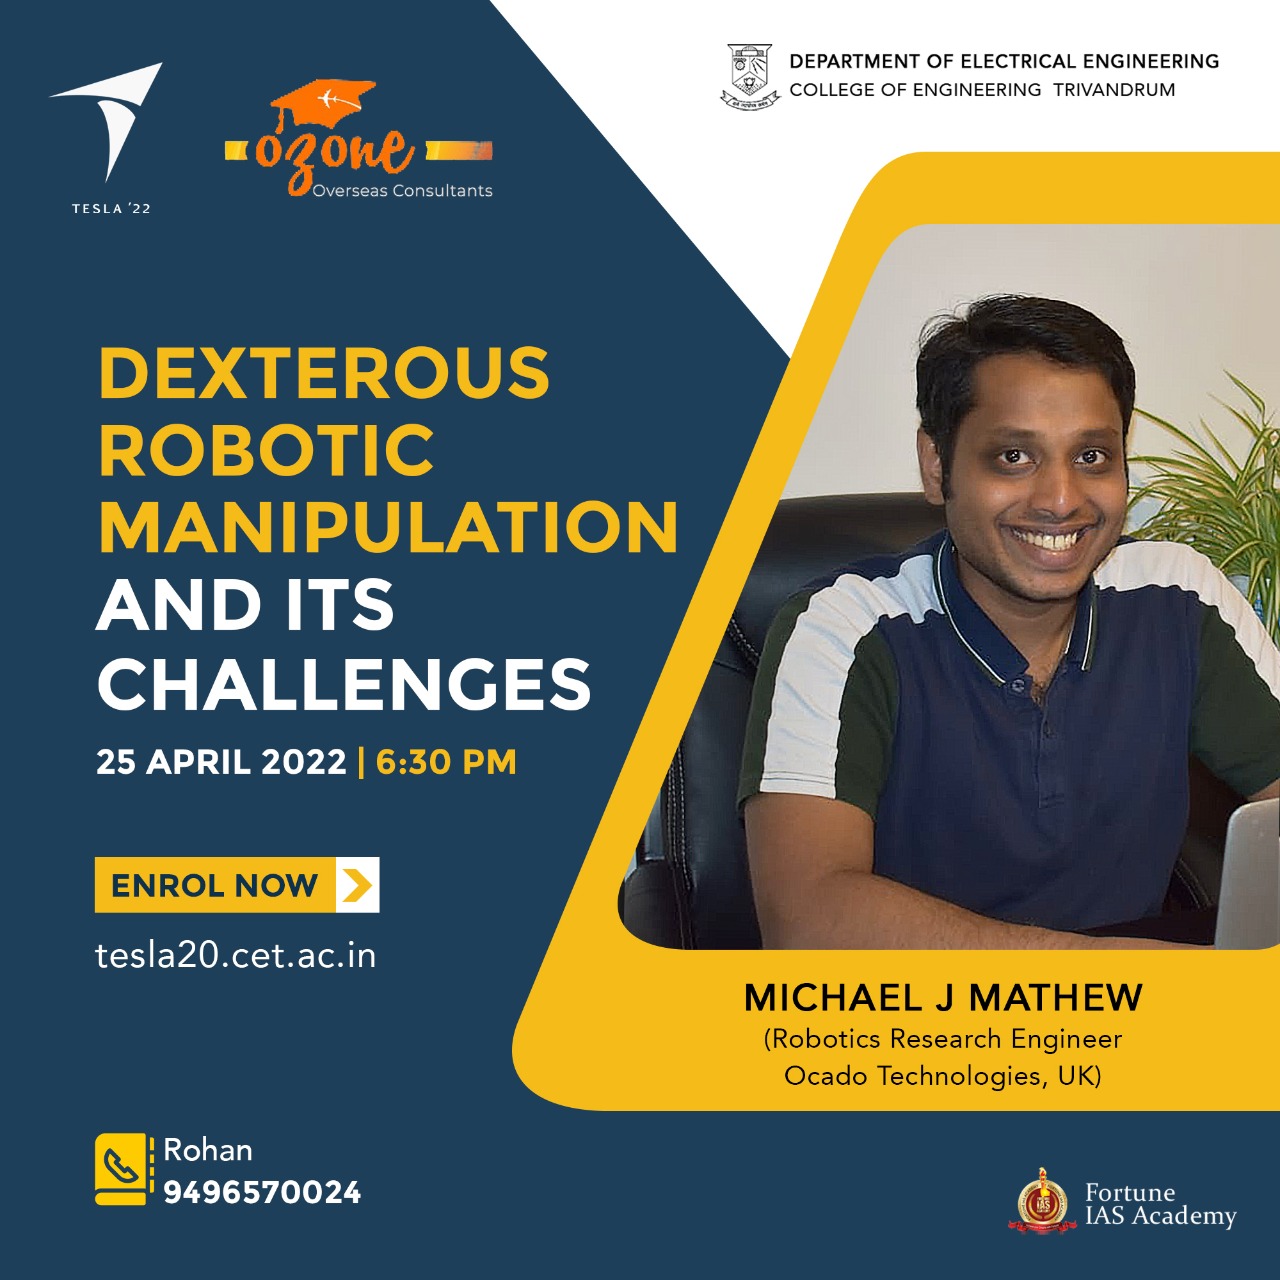 TESLA '22
ozone
Overseas Consultants
DEPARTMENT OF ELECTRICAL ENGINEERING
COLLEGE OF ENGINEERING TRIVANDRUM
DEXTEROUS
ROBOTIC
MANIPULATION
AND ITS
CHALLENGES
25 APRIL 2022 | 6:30 PM
ENROL NOW
tesla20.cet.ac.in
MICHAEL J MATHEW
(Robotics Research Engineer
Ocado Technologies, UK)
Rohan
9496570024
IAS
Fortune
IAS Academy